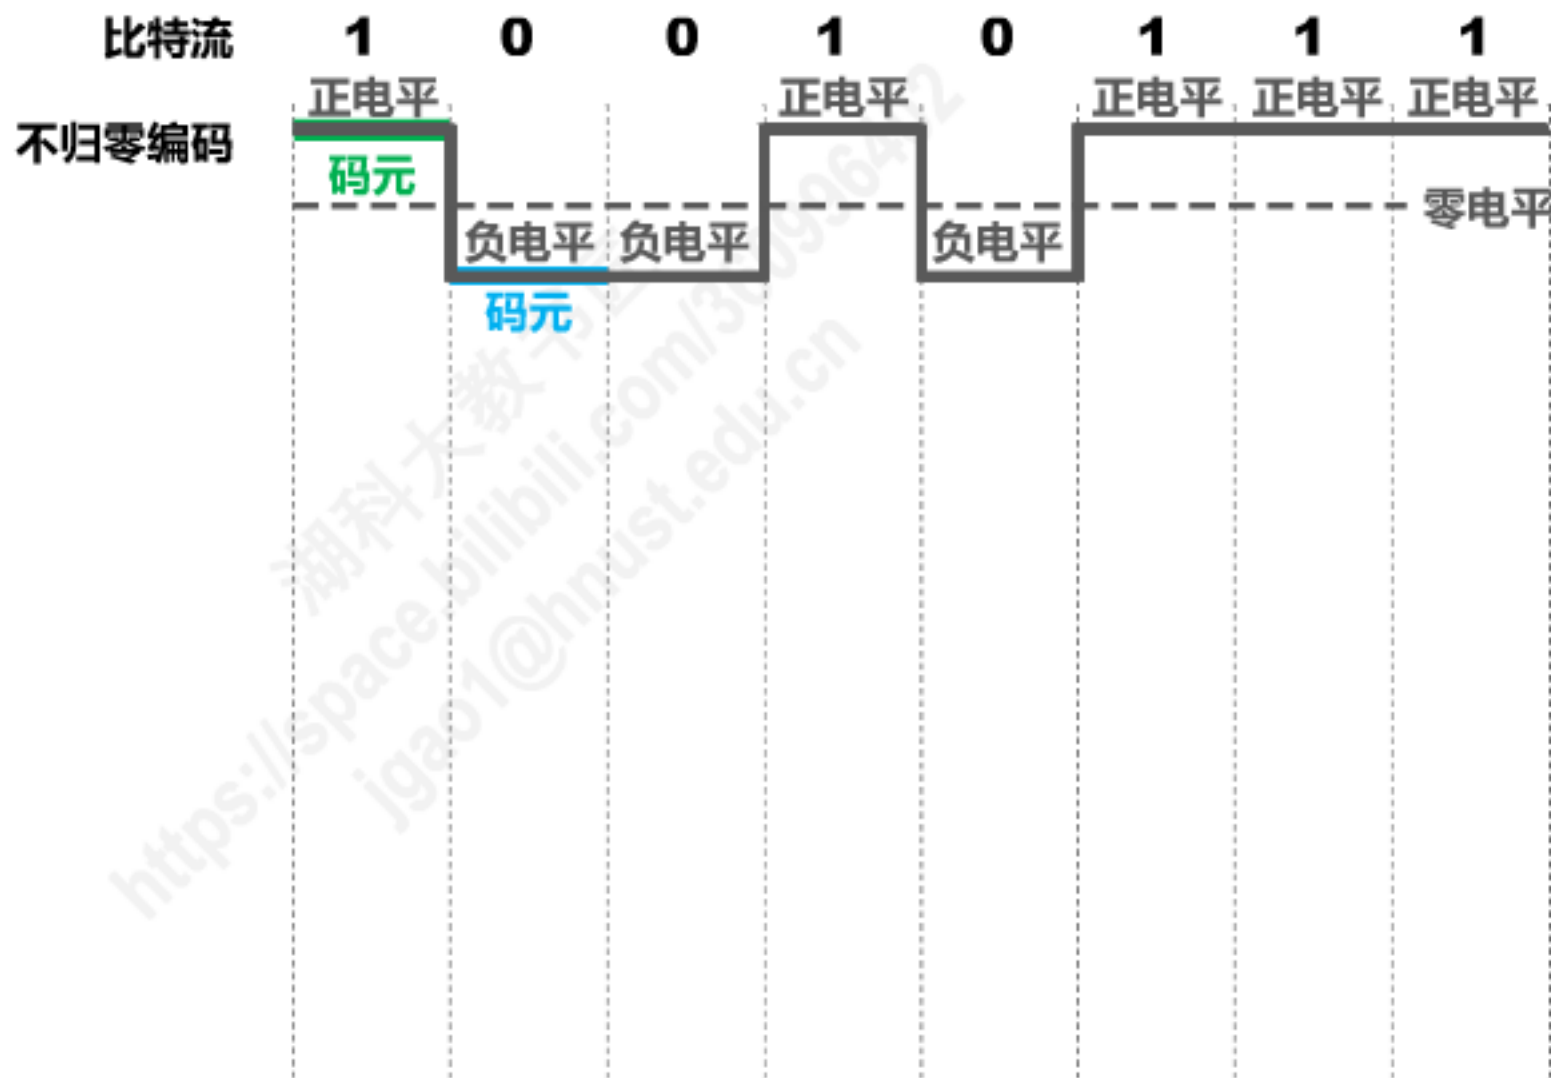 比特流 1 0 0 1 0 1 1 1
正电平 正电平 正电平 正电平 正电平
不归零编码
码元
零电平
负电平 负电平 负电平
码元
湖科大教书匠
https://space.bilibili.com/360996402
jgao1@hnust.edu.cn